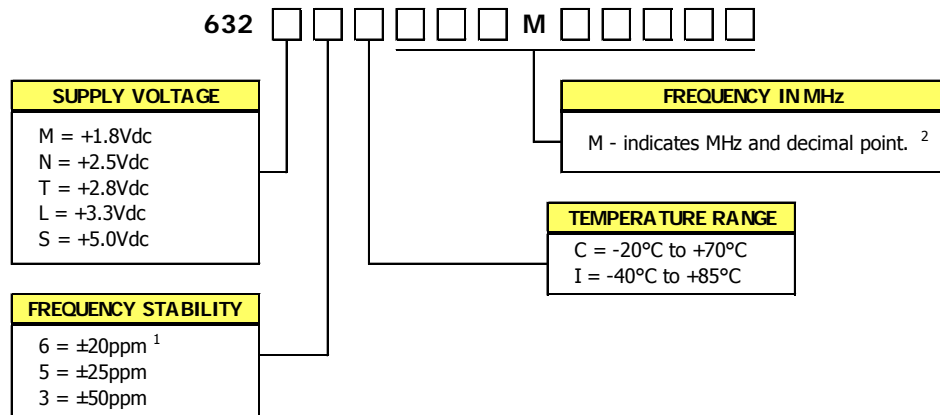 632 M
SUPPLY VOLTAGE
M = +1.8Vdc
N = +2.5Vdc
T = +2.8Vdc
L = +3.3Vdc
S = +5.0Vdc
FREQUENCY IN MHz
M - indicates MHz and decimal point. 2
TEMPERATURE RANGE
C = -20°C to +70°C
I = -40°C to +85°C
FREQUENCY STABILITY
6 = ±20ppm 1
5 = ±25ppm
3 = ±50ppm